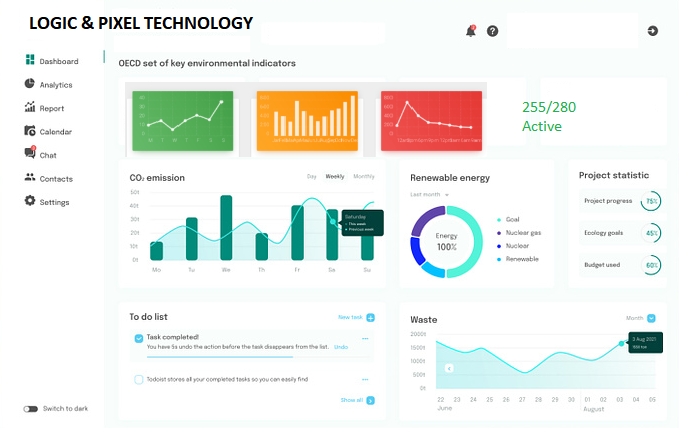 LOGIC & PIXEL TECHNOLOGY
Dashboard
Analytics
Report
Calendar
Chat
Contacts
Settings
Switch to dark
OECD set of key environmental indicators
255/280
Active
CO₂ emission
Day Weekly Monthly
50t
40t
30t
20t
10t
0t
Mo Tu We Th Fr Sa Su
Saturday
This week
Previous week
Renewable energy
Last month
Energy
100%
Goal
Nuclear gas
Nuclear
Renewable
Project statistic
Project progress 75%
Ecology goals 45%
Budget used 60%
To do list
New task
Task completed!
You have 5s undo the action before the task disappears from the list. Undo
Todoist stores all your completed tasks so you can easily find
Show all
Waste
Month
2000t
1500t
1000t
500t
0t
3 Aug 2021
22 23 24 25 26 27 28 29 30 31 01 02 03 04 05
June August